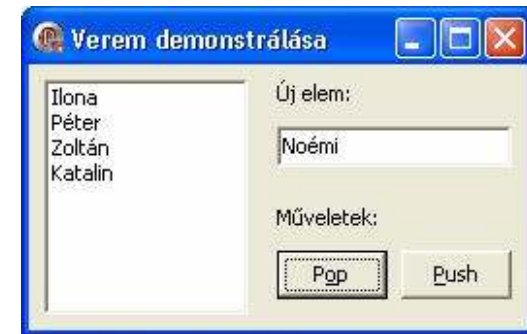 Verem demonstrálása
Ilona
Péter
Zoltán
Katalin
Új elem:
Noémi
Műveletek:
Pop
Push